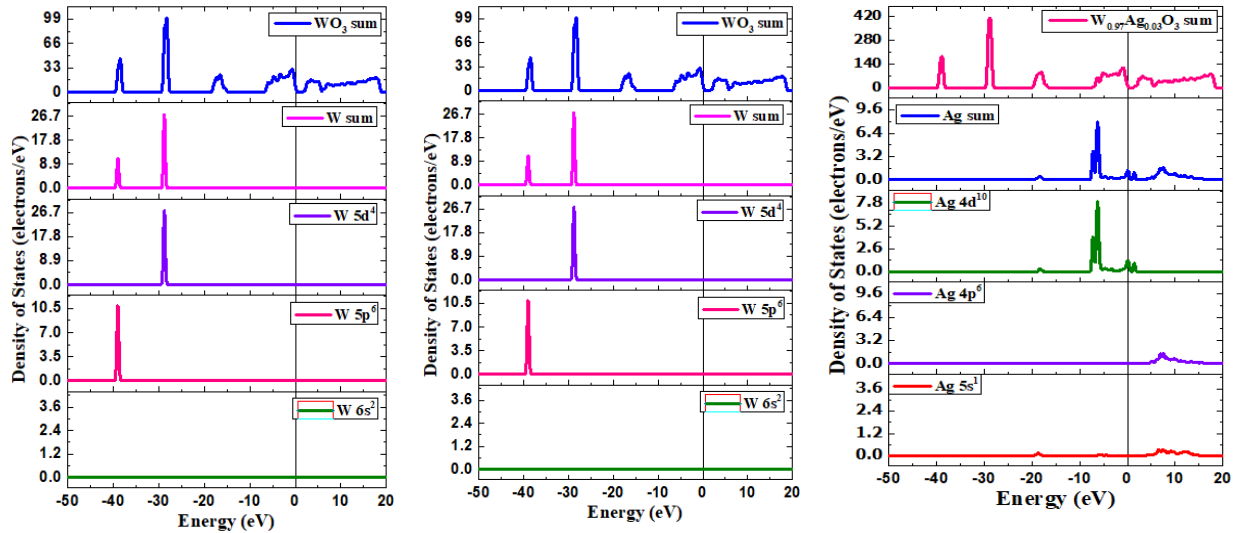 Density of States (electrons/eV)
99
66
33
0
WO₃ sum
26.7
17.8
8.9
0.0
W sum
26.7
17.8
8.9
0.0
W 5d⁴
10.5
7.0
3.5
0.0
W 5p⁶
3.6
2.4
1.2
0.0
W 6s²
-50 -40 -30 -20 -10 0 10 20
Energy (eV)
Density of States (electrons/eV)
99
66
33
0
WO₃ sum
26.7
17.8
8.9
0.0
W sum
26.7
17.8
8.9
0.0
W 5d⁴
10.5
7.0
3.5
0.0
W 5p⁶
3.6
2.4
1.2
0.0
W 6s²
-50 -40 -30 -20 -10 0 10 20
Energy (eV)
Density of States (electrons/eV)
420
280
140
0
W₀.₉₇Ag₀.₀₃O₃ sum
9.6
6.4
3.2
0.0
Ag sum
7.8
5.2
2.6
0.0
Ag 4d¹⁰
9.6
6.4
3.2
0.0
Ag 4p⁶
3.6
2.4
1.2
0.0
Ag 5s¹
-50 -40 -30 -20 -10 0 10 20
Energy (eV)